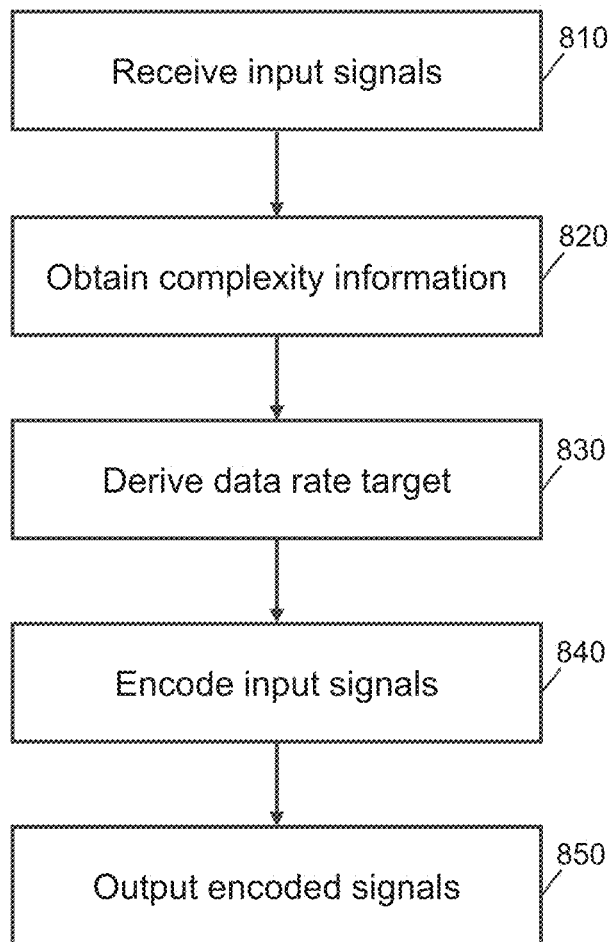 810
Receive input signals
820
Obtain complexity information
830
Derive data rate target
840
Encode input signals
850
Output encoded signals